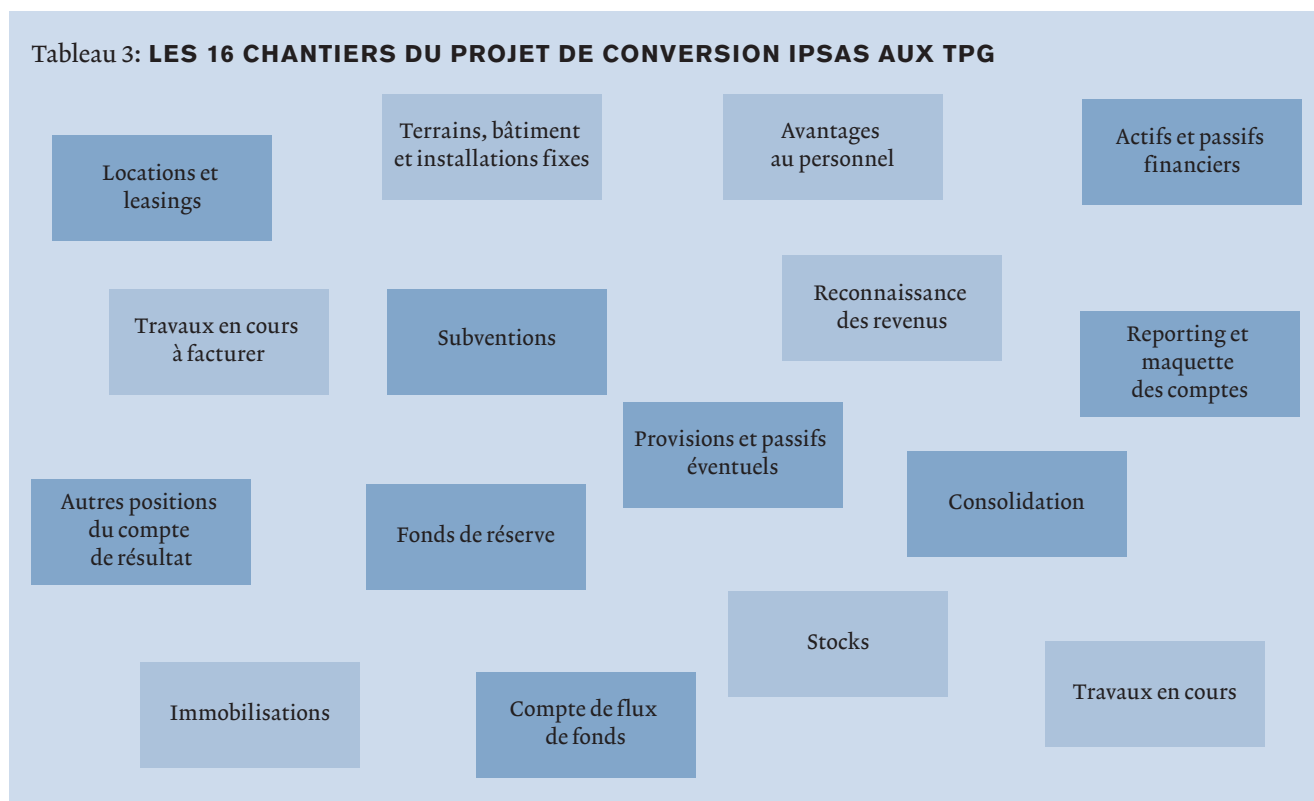 Tableau 3: LES 16 CHANTIERS DU PROJET DE CONVERSION IPSAS AUX TPG
Locations et
leasings
Terrains, bâtiment
et installations fixes
Avantages
au personnel
Actifs et passifs
financiers
Travaux en cours
à facturer
Subventions
Reconnaissance
des revenus
Reporting et
maquette
des comptes
Provisions et passifs
éventuels
Autres positions
du compte
de résultat
Fonds de réserve
Consolidation
Stocks
Immobilisations
Compte de flux
de fonds
Travaux en cours